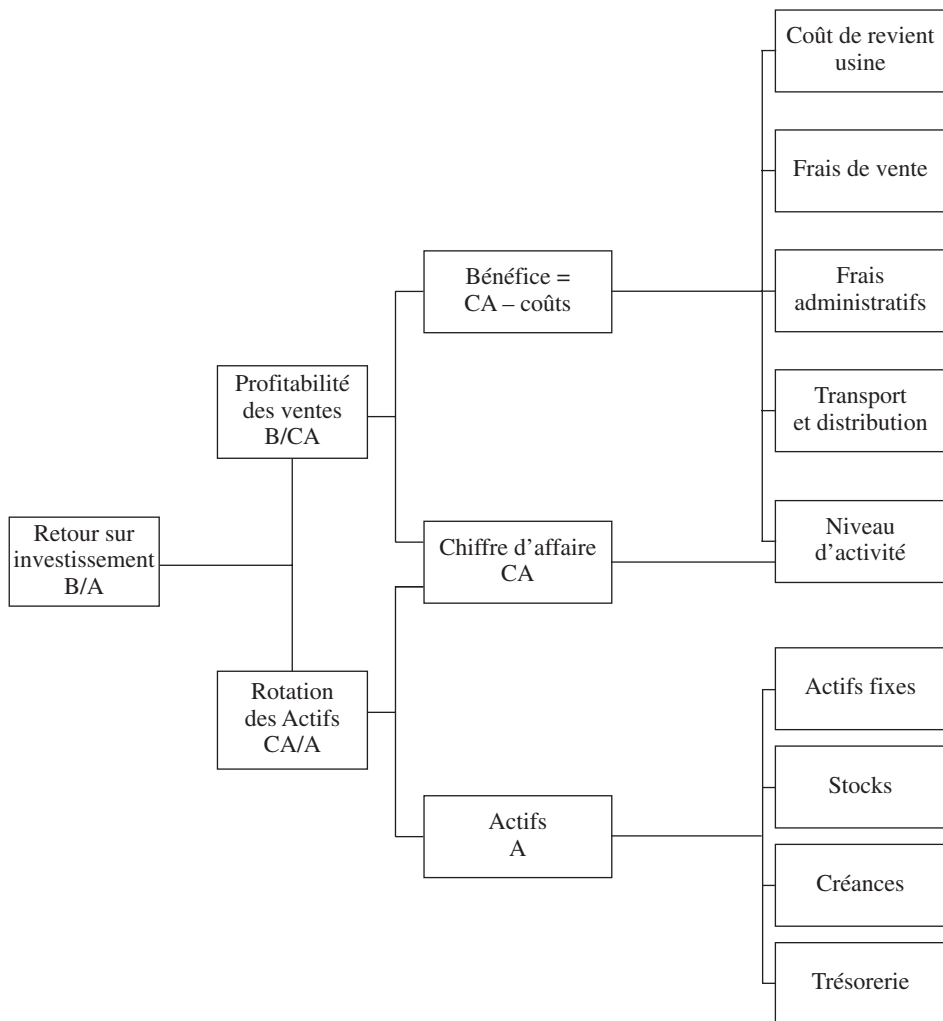 Coût de revient
usine
Frais de vente
Bénéfice =
CA – coûts
Frais
administratifs
Profitabilité
des ventes
B/CA
Transport
et distribution
Retour sur
investissement
B/A
Chiffre d’affaire
CA
Niveau
d’activité
Rotation
des Actifs
CA/A
Actifs fixes
Stocks
Actifs
A
Créances
Trésorerie